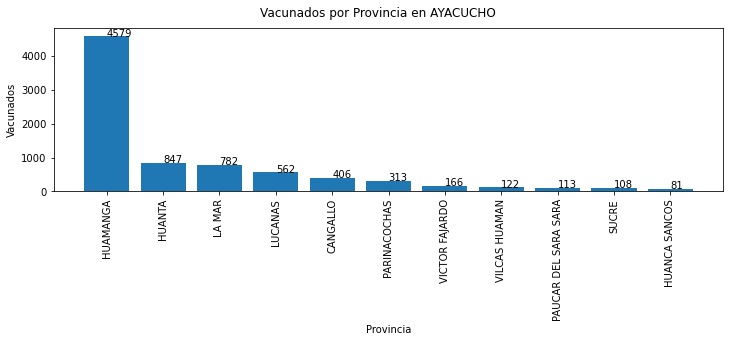 Vacunados por Provincia en AYACUCHO
Vacunados
4000
3000
2000
1000
0
4579
847
782
562
406
313
166
122
113
108
81
HUAMANGA
HUANTA
LA MAR
LUCANAS
CANGALLO
PARINACOCHAS
VICTOR FAJARDO
VILCAS HUAMAN
PAUCAR DEL SARA SARA
SUCRE
HUANCA SANCOS
Provincia